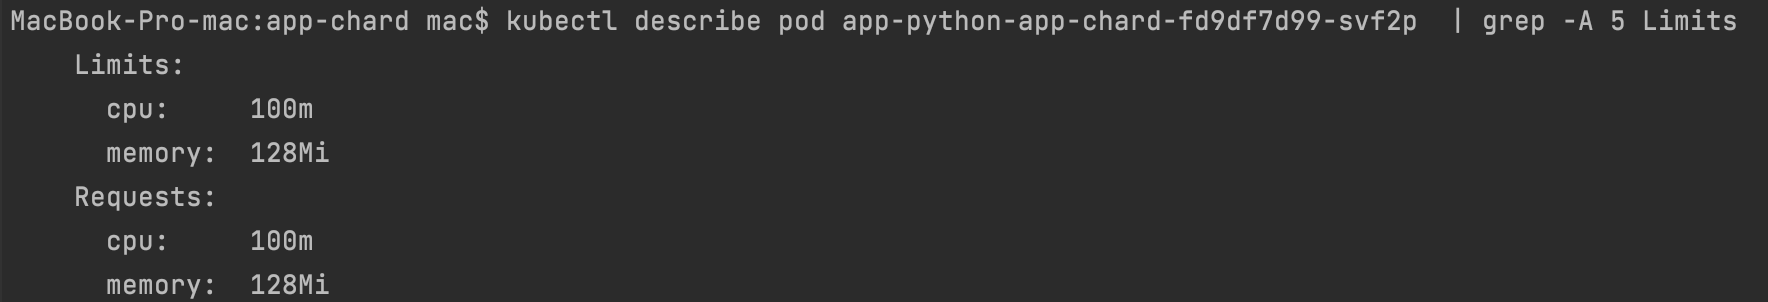 MacBook-Pro-mac:app-chard mac$ kubectl describe pod app-python-app-chard-fd9df7d99-svf2p  | grep -A 5 Limits
    Limits:
      cpu:     100m
      memory:  128Mi
    Requests:
      cpu:     100m
      memory:  128Mi